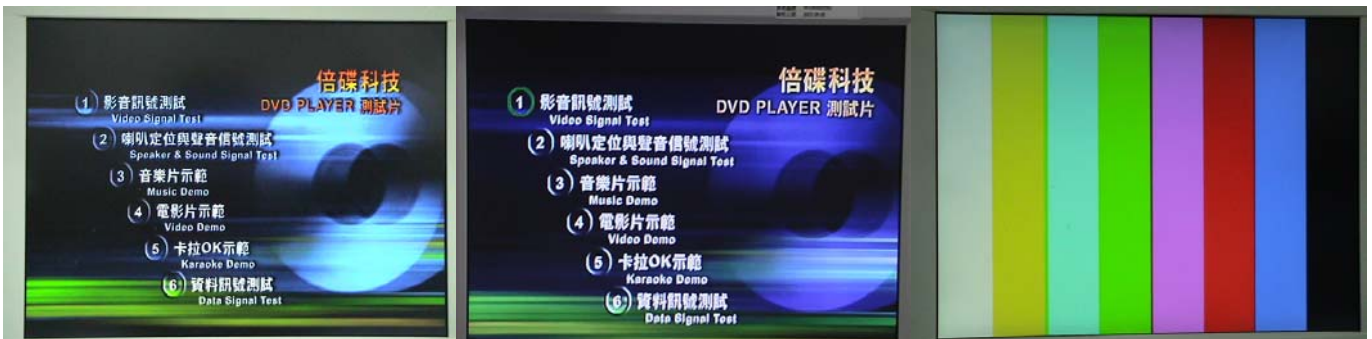 倍碟科技
DVD PLAYER 測試片
1 影音訊號測試
Video Signal Test
2 喇叭定位與聲音信號測試
Speaker & Sound Signal Test
3 音樂片示範
Music Demo
4 電影片示範
Video Demo
5 卡拉OK示範
Karaoke Demo
6 資料訊號測試
Data Signal Test
倍碟科技
DVD PLAYER 測試片
1 影音訊號測試
Video Signal Test
2 喇叭定位與聲音信號測試
Speaker & Sound Signal Test
3 音樂片示範
Music Demo
4 電影片示範
Video Demo
5 卡拉OK示範
Karaoke Demo
6 資料訊號測試
Data Signal Test